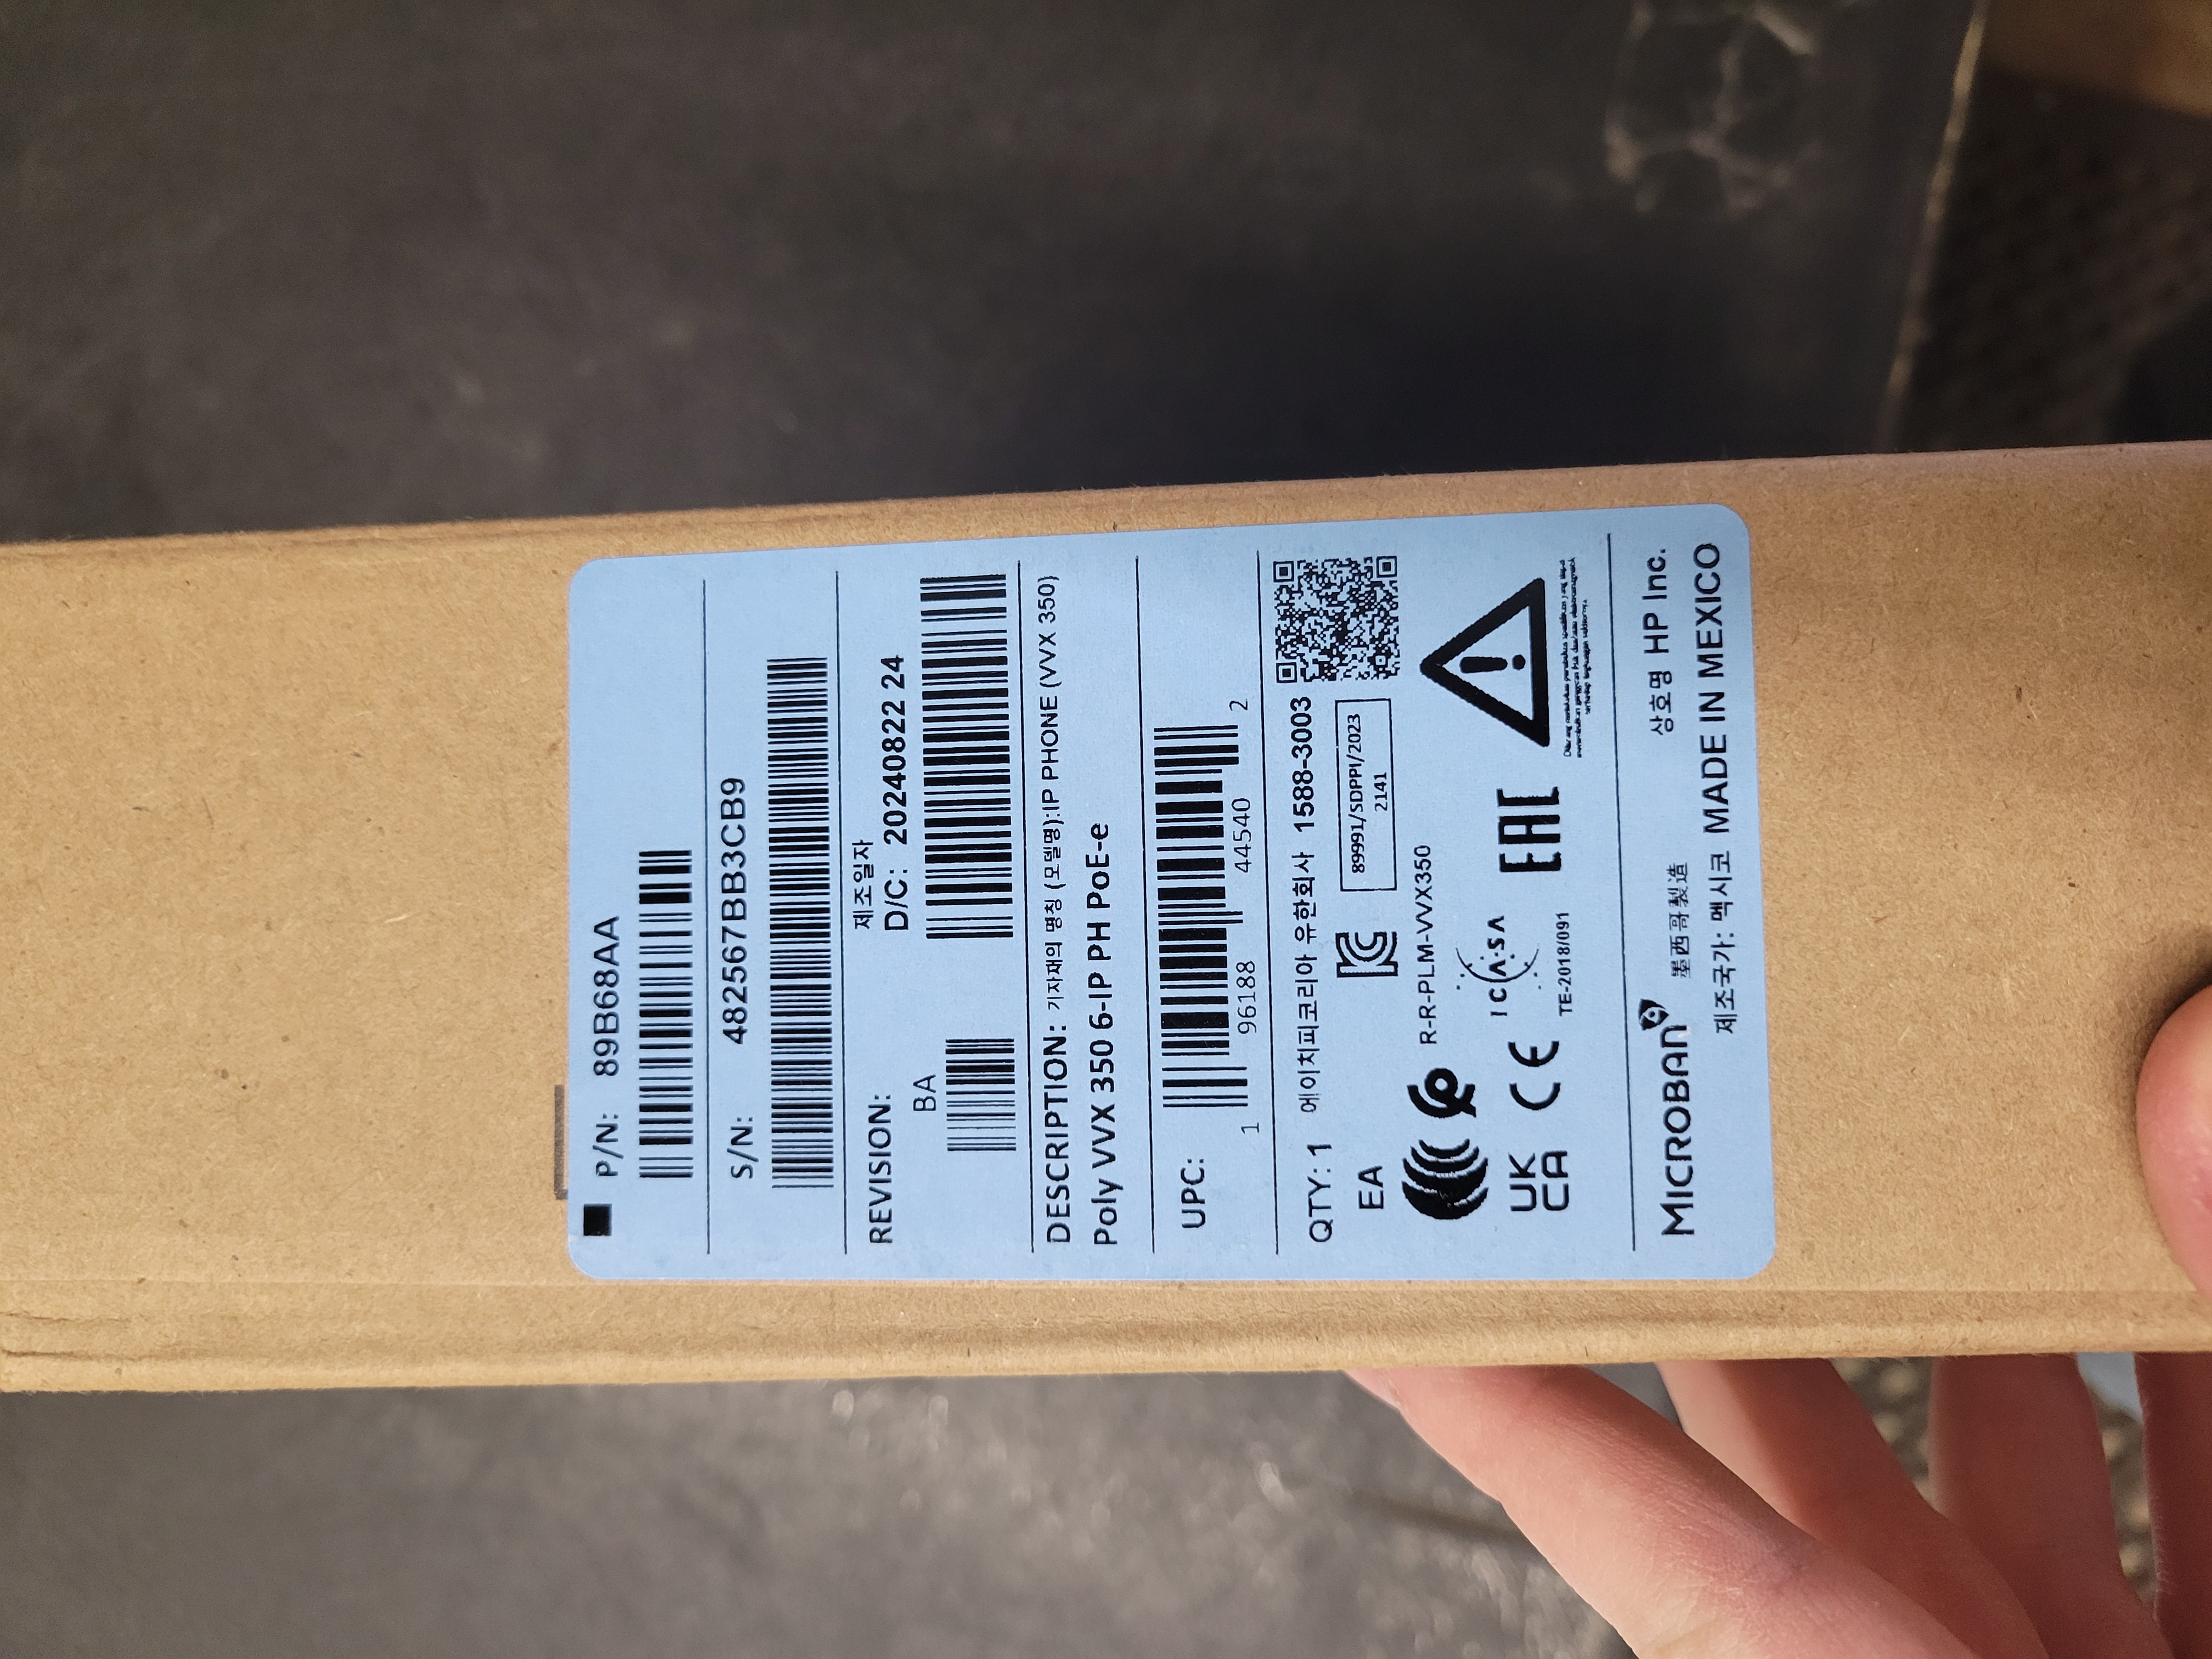 P/N: 89B68AA
S/N: 482567BB3CB9
제조일자
REVISION: D/C: 20240822 24
BA
DESCRIPTION: 기자재의 명칭 (모델명):IP PHONE (VVX 350)
Poly VVX 350 6-IP PH PoE-e
UPC:
1 96188 44540 2
QTY: 1 에이치피코리아 유한회사 1588-3003
EA
89991/SDPPI/2023
2141
R-R-PLM-VVX350
UK
CA
CE
ICASA
TE-2018/091
EAC
MICROBAN 墨西哥製造 상호명 HP Inc.
제조국가: 멕시코 MADE IN MEXICO